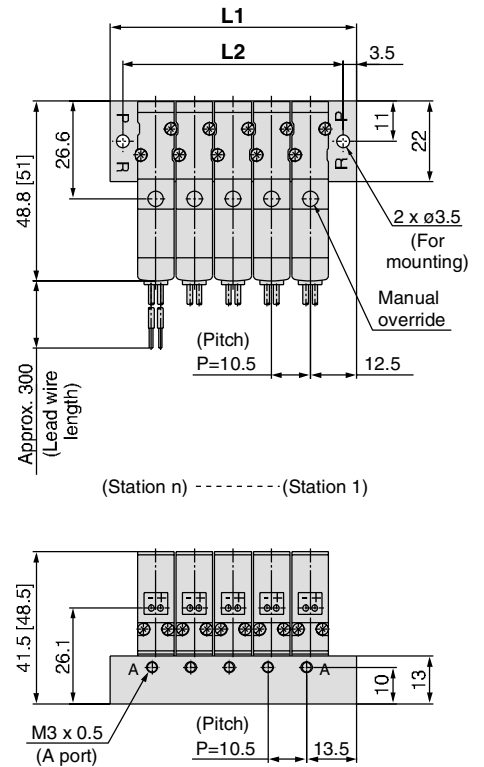 L1
L2
3.5
P
P
R
R
26.6
48.8 [51]
11
22
2 x ø3.5
(For
mounting)
Manual
override
(Pitch)
P=10.5
12.5
Approx. 300
(Lead wire
length)
(Station n) -------- (Station 1)
41.5 [48.5]
26.1
- +
- +
- +
- +
- +
A
A
10
13
M3 x 0.5
(A port)
(Pitch)
P=10.5
13.5